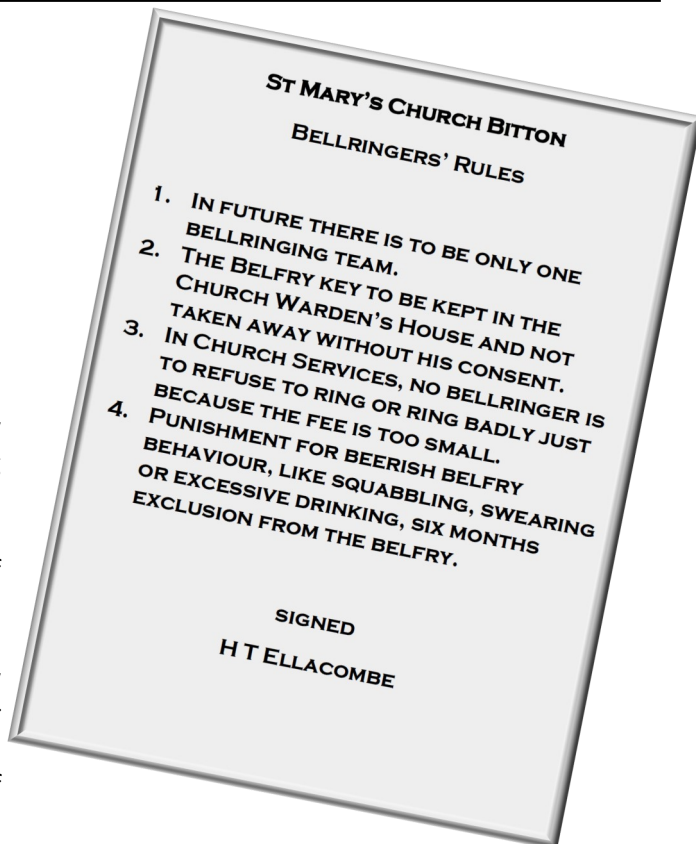 ST MARY'S CHURCH BITTON
BELLRINGERS' RULES
1. IN FUTURE THERE IS TO BE ONLY ONE
BELLRINGING TEAM.
2. THE BELFRY KEY TO BE KEPT IN THE
CHURCH WARDEN'S HOUSE AND NOT
TAKEN AWAY WITHOUT HIS CONSENT.
3. IN CHURCH SERVICES, NO BELLRINGER IS
TO REFUSE TO RING OR RING BADLY JUST
BECAUSE THE FEE IS TOO SMALL.
4. PUNISHMENT FOR BEERISH BELFRY
BEHAVIOUR, LIKE SQUABBLING, SWEARING
OR EXCESSIVE DRINKING, SIX MONTHS
EXCLUSION FROM THE BELFRY.
SIGNED
H T ELLACOMBE